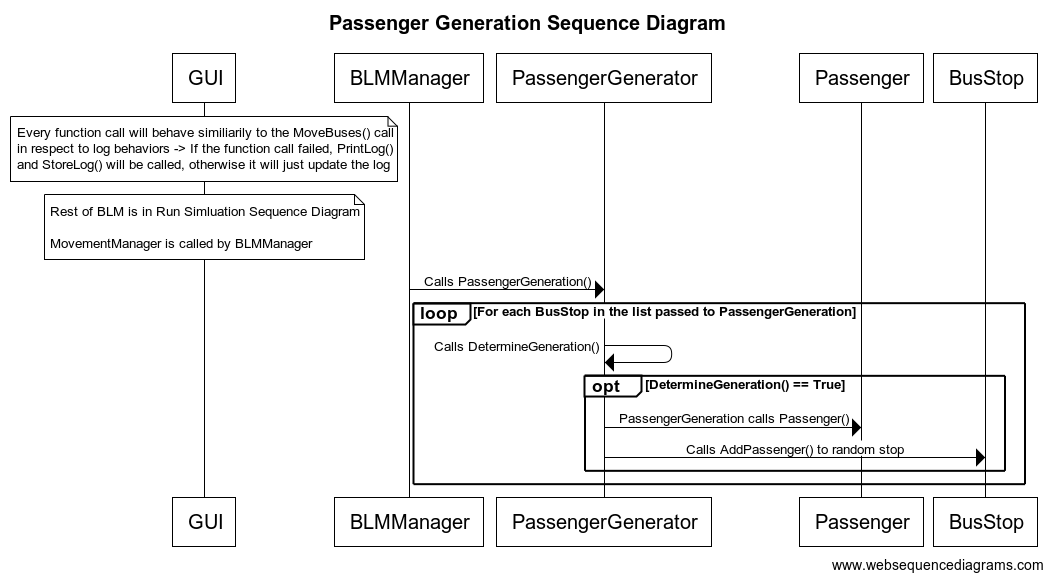 Passenger Generation Sequence Diagram
GUI
BLMManager
PassengerGenerator
Passenger
BusStop
Every function call will behave similiarily to the MoveBuses() call
in respect to log behaviors -> If the function call failed, PrintLog()
and StoreLog() will be called, otherwise it will just update the log
Rest of BLM is in Run Simluation Sequence Diagram
MovementManager is called by BLMManager
Calls PassengerGeneration()
loop [For each BusStop in the list passed to PassengerGeneration]
Calls DetermineGeneration()
opt [DetermineGeneration() == True]
PassengerGeneration calls Passenger()
Calls AddPassenger() to random stop
GUI
BLMManager
PassengerGenerator
Passenger
BusStop
www.websequencediagrams.com